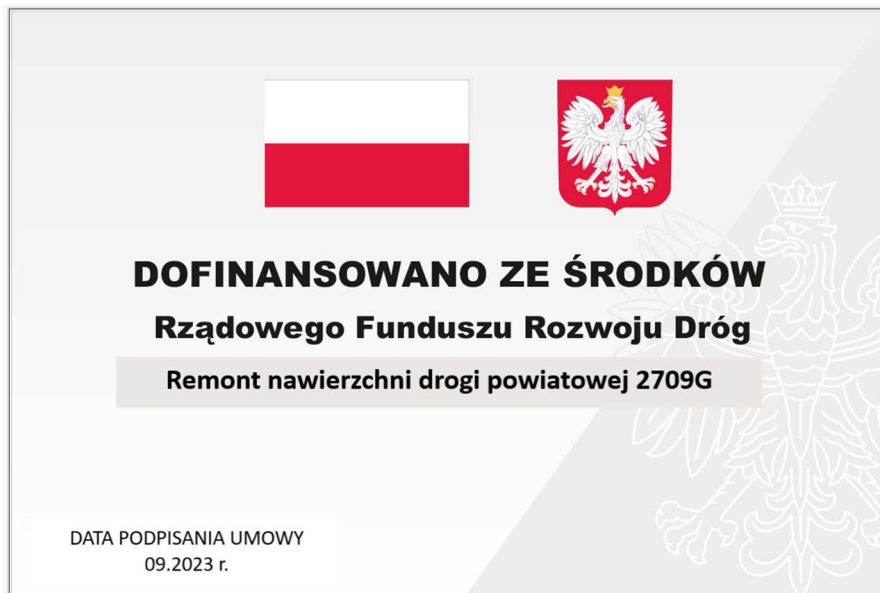 DOFINANSOWANO ZE ŚRODKÓW
Rządowego Funduszu Rozwoju Dróg
Remont nawierzchni drogi powiatowej 2709G
DATA PODPISANIA UMOWY
09.2023 r.